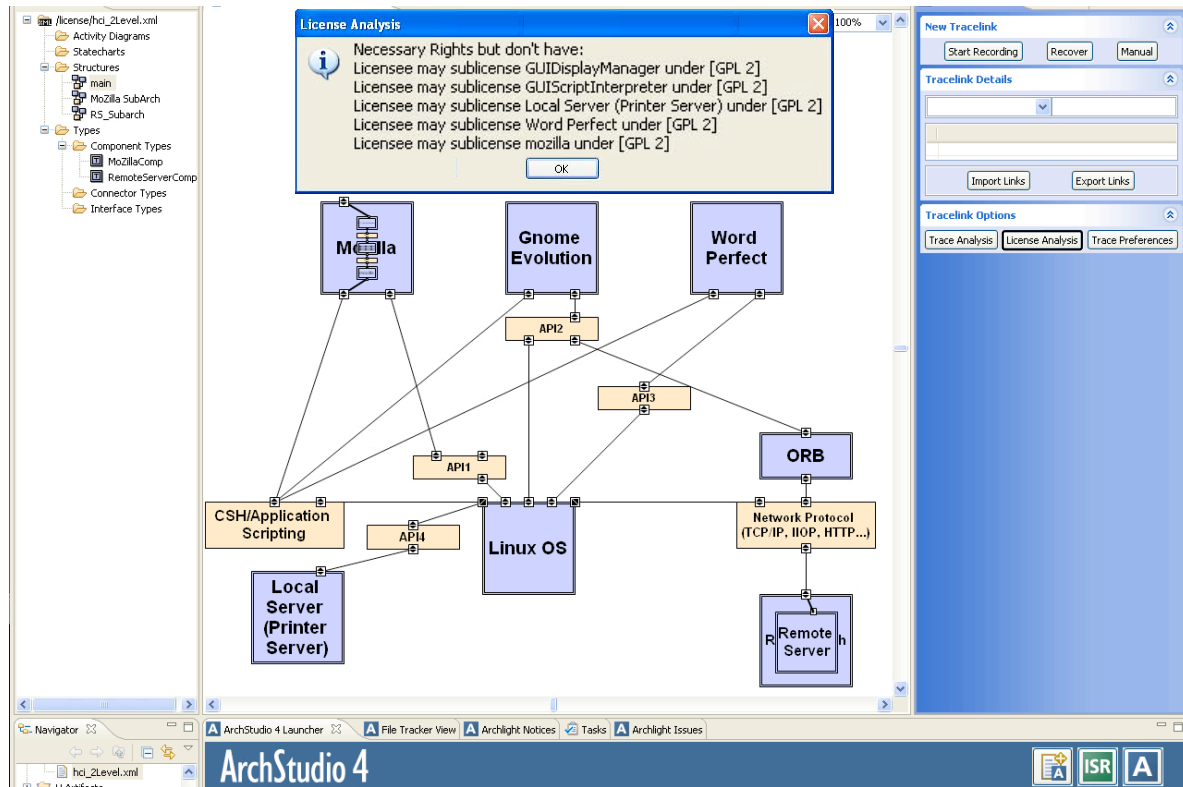 /license/hci_2Level.xml
Activity Diagrams
Statecharts
Structures
main
MoZilla SubArch
RS_Subarch
Types
Component Types
MoZillaComp
RemoteServerComp
Connector Types
Interface Types
License Analysis
Necessary Rights but don't have:
Licensee may sublicense GUIDisplayManager under [GPL 2]
Licensee may sublicense GUIScriptInterpreter under [GPL 2]
Licensee may sublicense Local Server (Printer Server) under [GPL 2]
Licensee may sublicense Word Perfect under [GPL 2]
Licensee may sublicense mozilla under [GPL 2]
OK
100%
New Tracelink
Start Recording
Recover
Manual
Tracelink Details
Import Links
Export Links
Tracelink Options
Trace Analysis
License Analysis
Trace Preferences
Gnome
Evolution
Word
Perfect
API2
API3
ORB
API1
CSH/Application
Scripting
API4
Linux OS
Network Protocol
(TCP/IP, IIOP, HTTP...)
Local
Server
(Printer
Server)
Remote
Server
Navigator
hci_2Level.xml
ArchStudio 4 Launcher
File Tracker View
Archlight Notices
Tasks
Archlight Issues
ArchStudio 4
ISR
A